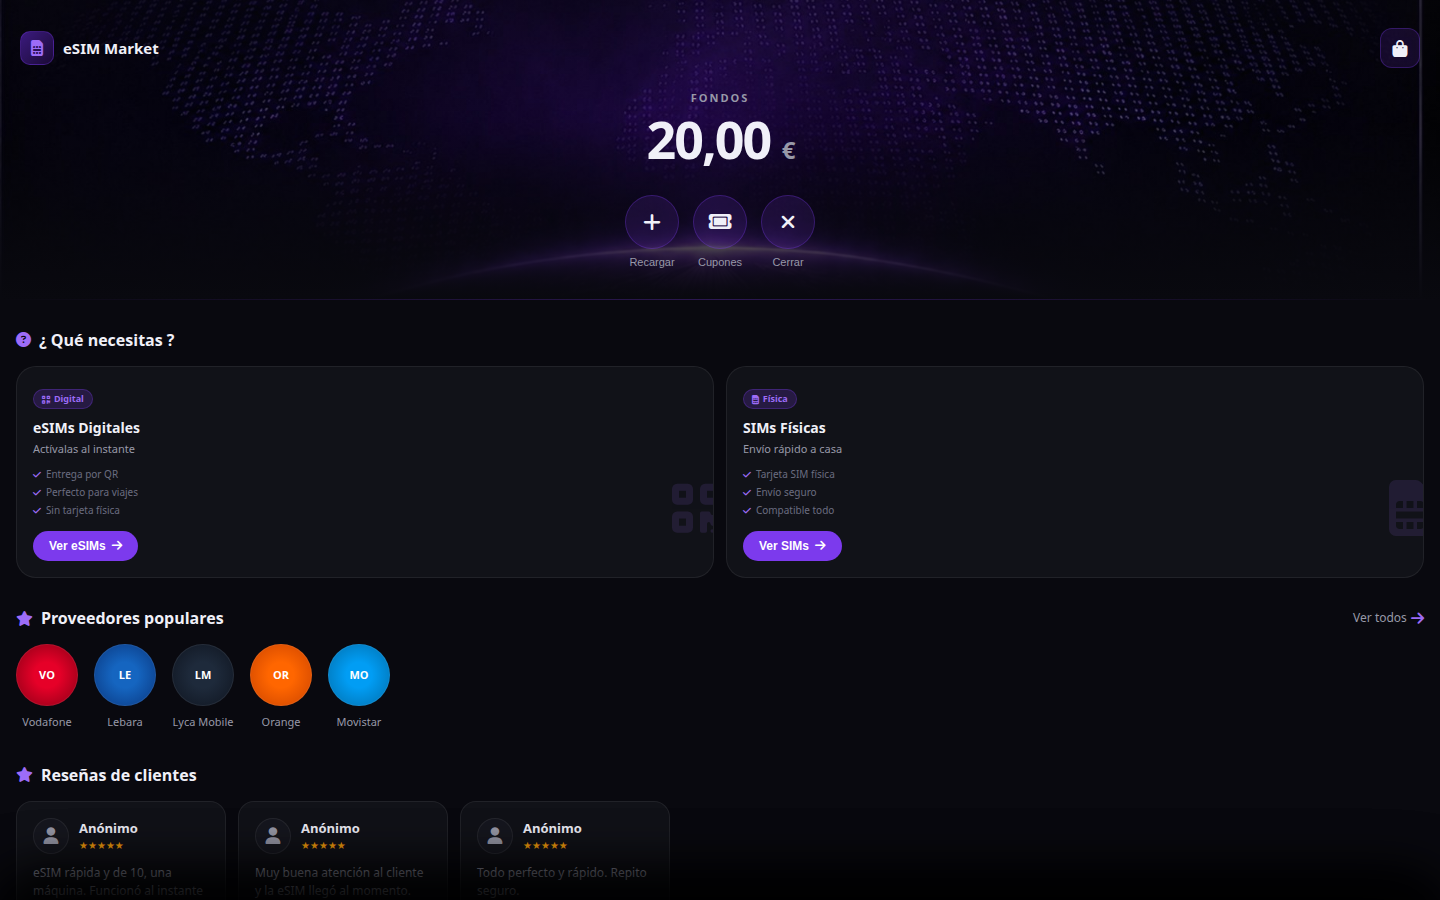 eSIM Market
FONDOS
20,00 €
Recargar
Cupones
Cerrar
¿ Qué necesitas ?
Digital
eSIMs Digitales
Actívalas al instante
Entrega por QR
Perfecto para viajes
Sin tarjeta física
Ver eSIMs
Física
SIMs Físicas
Envío rápido a casa
Tarjeta SIM física
Envío seguro
Compatible todo
Ver SIMs
Proveedores populares
Ver todos
VO
LE
LM
OR
MO
Vodafone
Lebara
Lyca Mobile
Orange
Movistar
Reseñas de clientes
Anónimo
★★★★★
eSIM rápida y de 10, una
máquina. Funcionó al instante
Anónimo
★★★★★
Muy buena atención al cliente
y la eSIM llegó al momento.
Anónimo
★★★★★
Todo perfecto y rápido. Repito
seguro.